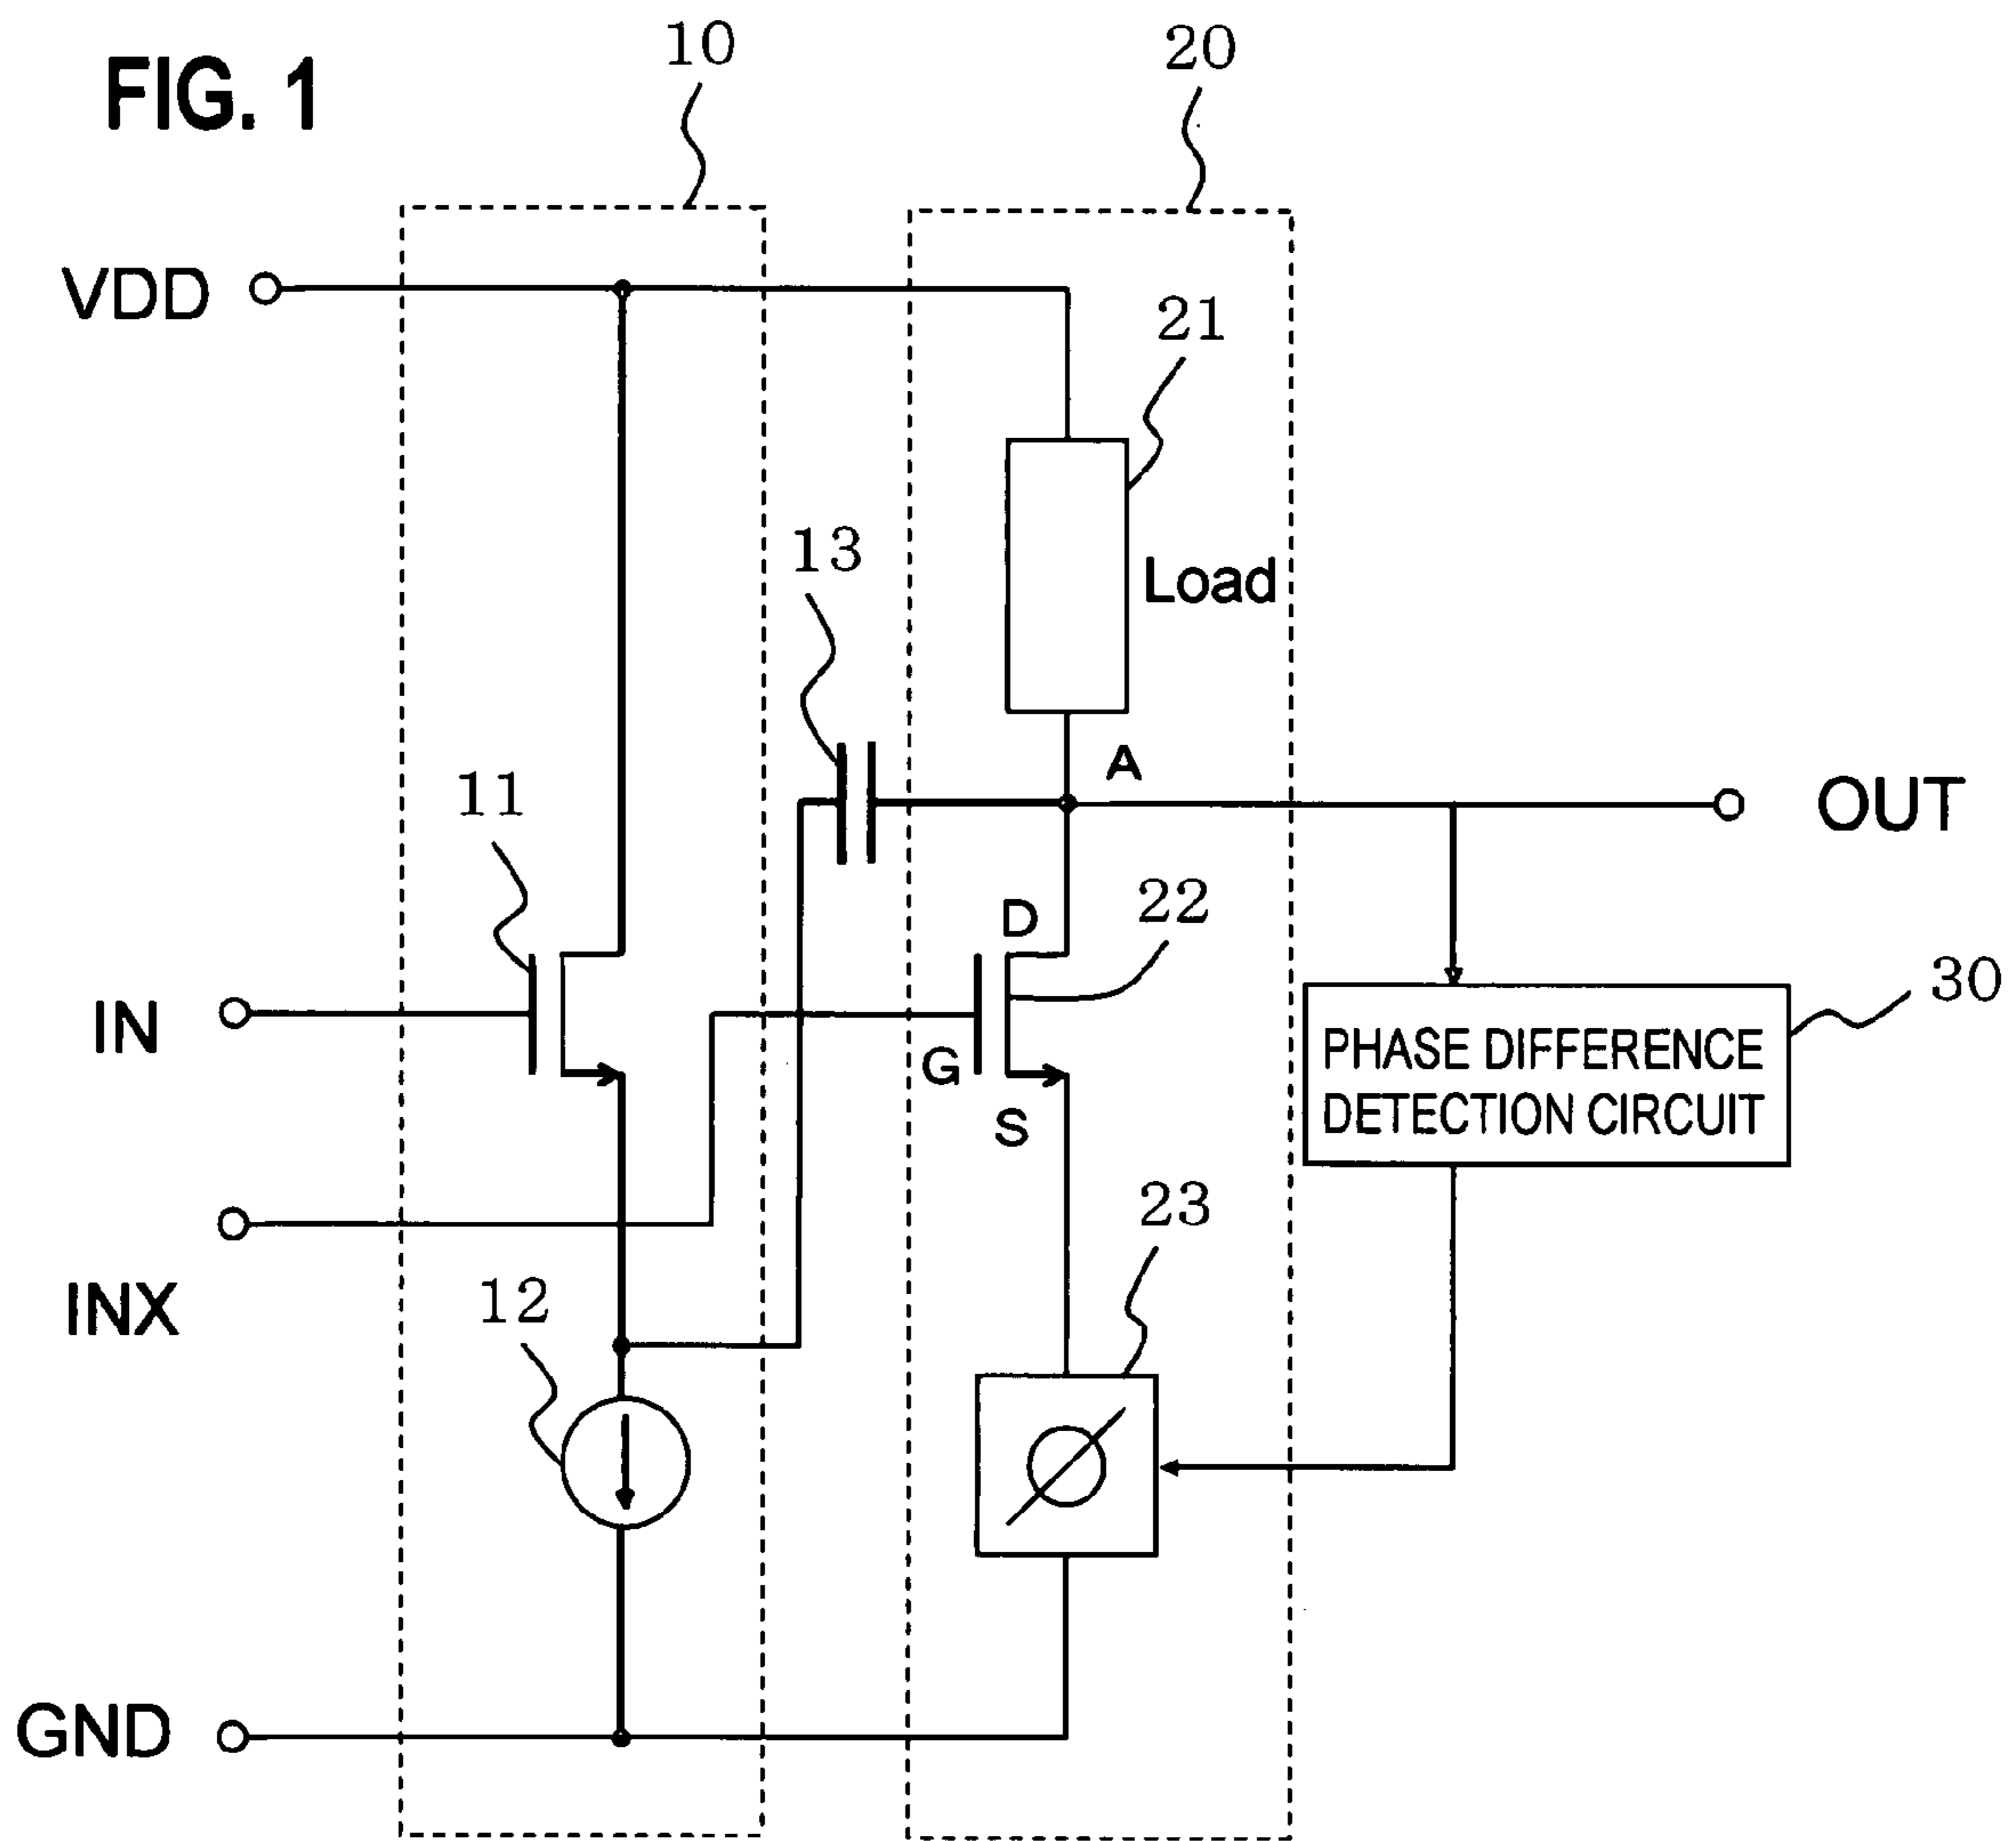 FIG. 1
10
20
VDD
21
13
Load
A
11
OUT
22
D
30
IN
PHASE DIFFERENCE
DETECTION CIRCUIT
G
S
23
INX
12
GND